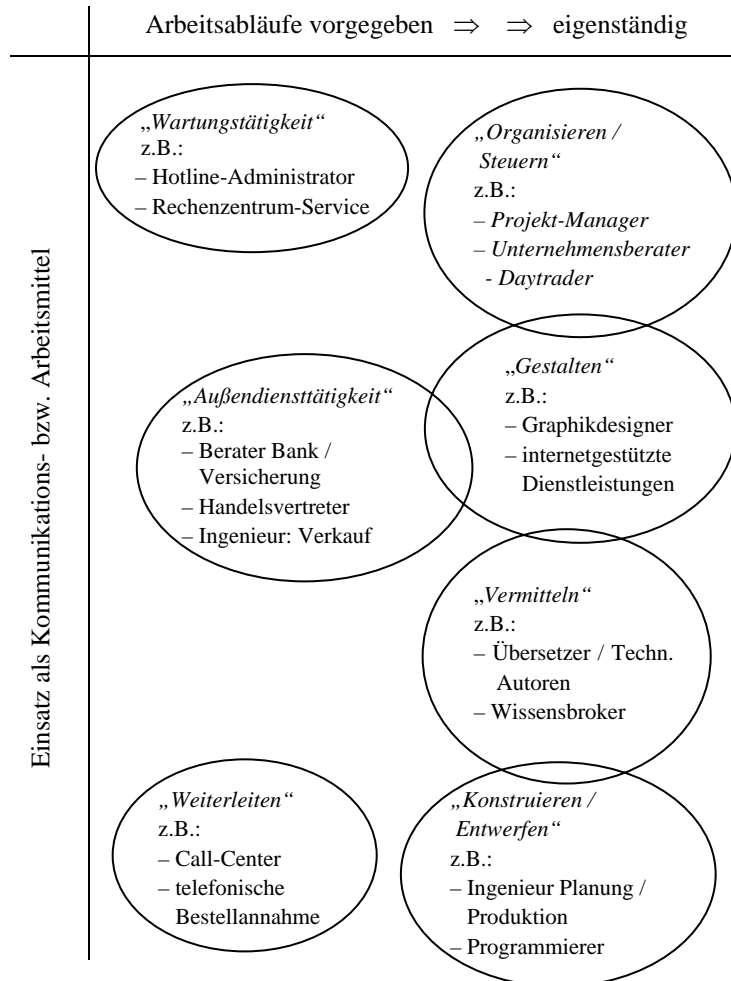 Arbeitsabläufe vorgegeben ⇒ ⇒ eigenständig
Einsatz als Kommunikations- bzw. Arbeitsmittel
„Wartungstätigkeit“
z.B.:
– Hotline-Administrator
– Rechenzentrum-Service
„Organisieren /
Steuern“
z.B.:
– Projekt-Manager
– Unternehmensberater
- Daytrader
„Außendiensttätigkeit“
z.B.:
– Berater Bank /
Versicherung
– Handelsvertreter
– Ingenieur: Verkauf
„Gestalten“
z.B.:
– Graphikdesigner
– internetgestützte
Dienstleistungen
„Vermitteln“
z.B.:
– Übersetzer / Techn.
Autoren
– Wissensbroker
„Weiterleiten“
z.B.:
– Call-Center
– telefonische
Bestellannahme
„Konstruieren /
Entwerfen“
z.B.:
– Ingenieur Planung /
Produktion
– Programmierer